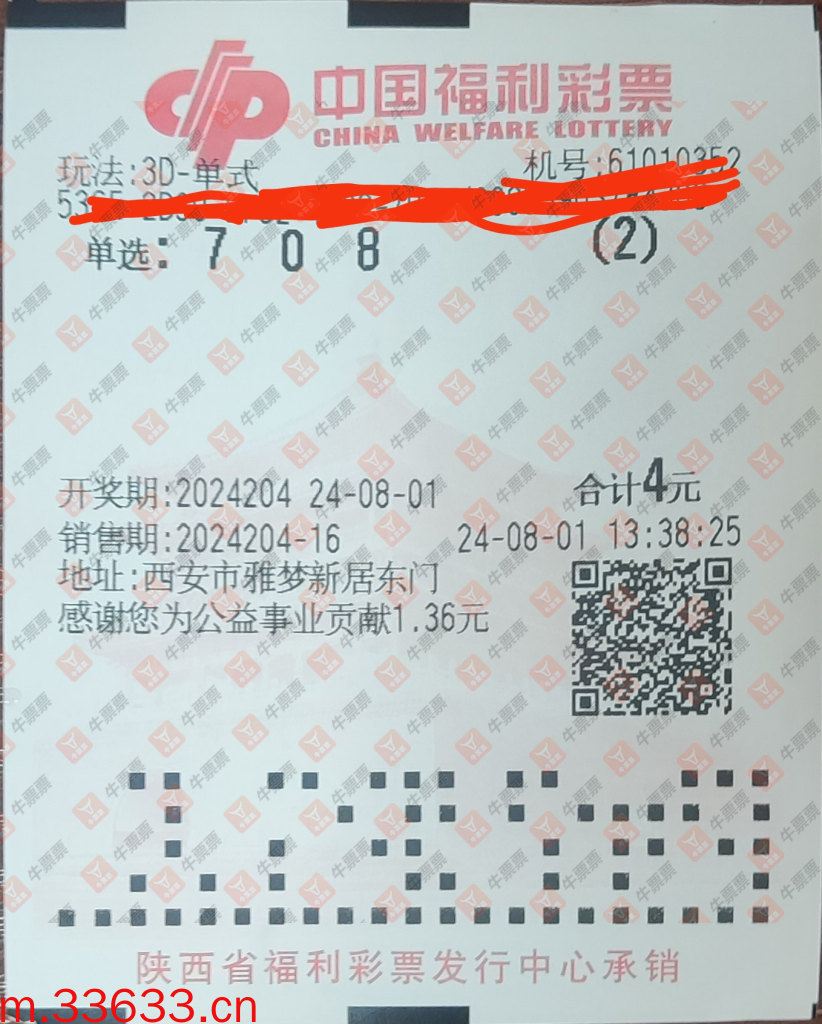 中国福利彩票
CHINA WELFARE LOTTERY
玩法:3D-单式 机号:61010352
单选: 7 0 8 (2)
开奖期:2024204 24-08-01 合计4元
销售期:2024204-16 24-08-01 13:38:25
地址:西安市雅梦新居东门
感谢您为公益事业贡献1.36元
陕西省福利彩票发行中心承销
m.33633.cn
牛票票